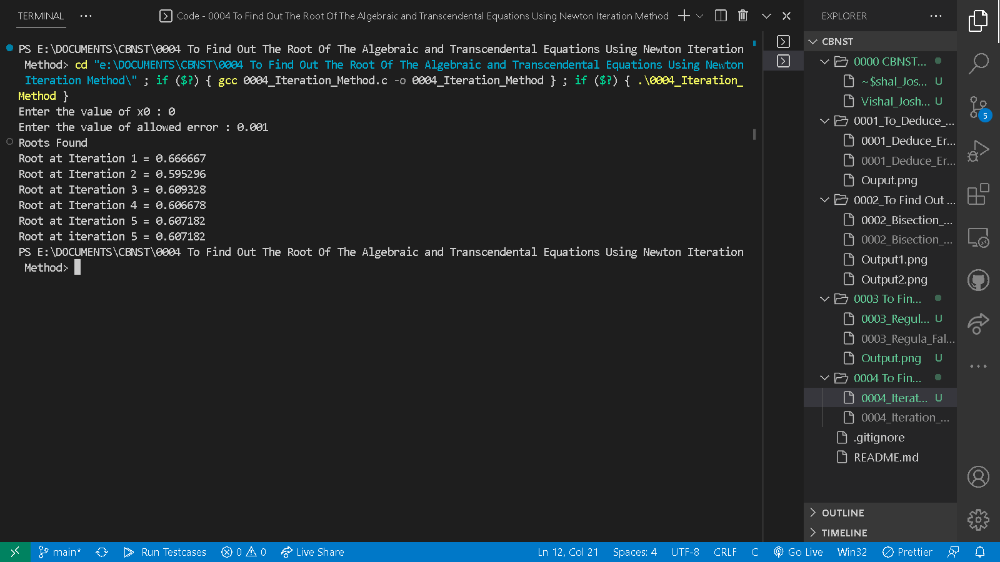 TERMINAL
Code - 0004 To Find Out The Root Of The Algebraic and Transcendental Equations Using Newton Iteration Method
PS E:\DOCUMENTS\CBNST\0004 To Find Out The Root Of The Algebraic and Transcendental Equations Using Newton Iteration
Method> cd "e:\DOCUMENTS\CBNST\0004 To Find Out The Root Of The Algebraic and Transcendental Equations Using Newton
Iteration Method\" ; if ($?) { gcc 0004_Iteration_Method.c -o 0004_Iteration_Method } ; if ($?) { .\0004_Iteration_
Method }
Enter the value of x0 : 0
Enter the value of allowed error : 0.001
Roots Found
Root at Iteration 1 = 0.666667
Root at Iteration 2 = 0.595296
Root at Iteration 3 = 0.609328
Root at Iteration 4 = 0.606678
Root at Iteration 5 = 0.607182
Root at iteration 5 = 0.607182
PS E:\DOCUMENTS\CBNST\0004 To Find Out The Root Of The Algebraic and Transcendental Equations Using Newton Iteration
Method>
EXPLORER
CBNST
0000 CBNST...
~$shal_Jos... U
Vishal_Josh... U
0001_To_Deduce_...
0001_Deduce_Er...
0001_Deduce_Er...
Ouput.png
0002_To Find Out ...
0002_Bisection_...
0002_Bisection_...
Output1.png
Output2.png
0003 To Fin...
0003_Regul... U
0003_Regula_Fal...
Output.png U
0004 To Fin...
0004_Iterat... U
0004_Iteration_...
.gitignore
README.md
OUTLINE
TIMELINE
5
main* Run Testcases 0 0 Live Share Ln 12, Col 21 Spaces: 4 UTF-8 CRLF C Go Live Win32 Prettier